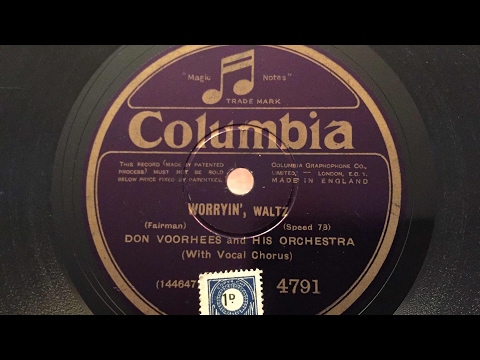 "Magic Notes"
TRADE MARK
Columbia
THIS RECORD (MADE BY PATENTED
PROCESS) MUST NOT BE SOLD
BELOW PRICE FIXED BY PATENTEE.
COLUMBIA GRAPHOPHONE CO.,
LIMITED,— LONDON, E.C. 1.
MADE IN ENGLAND
WORRYIN', WALTZ
(Fairman) (Speed 78)
DON VOORHEES and HIS ORCHESTRA
(With Vocal Chorus)
(144647) 4791
1D